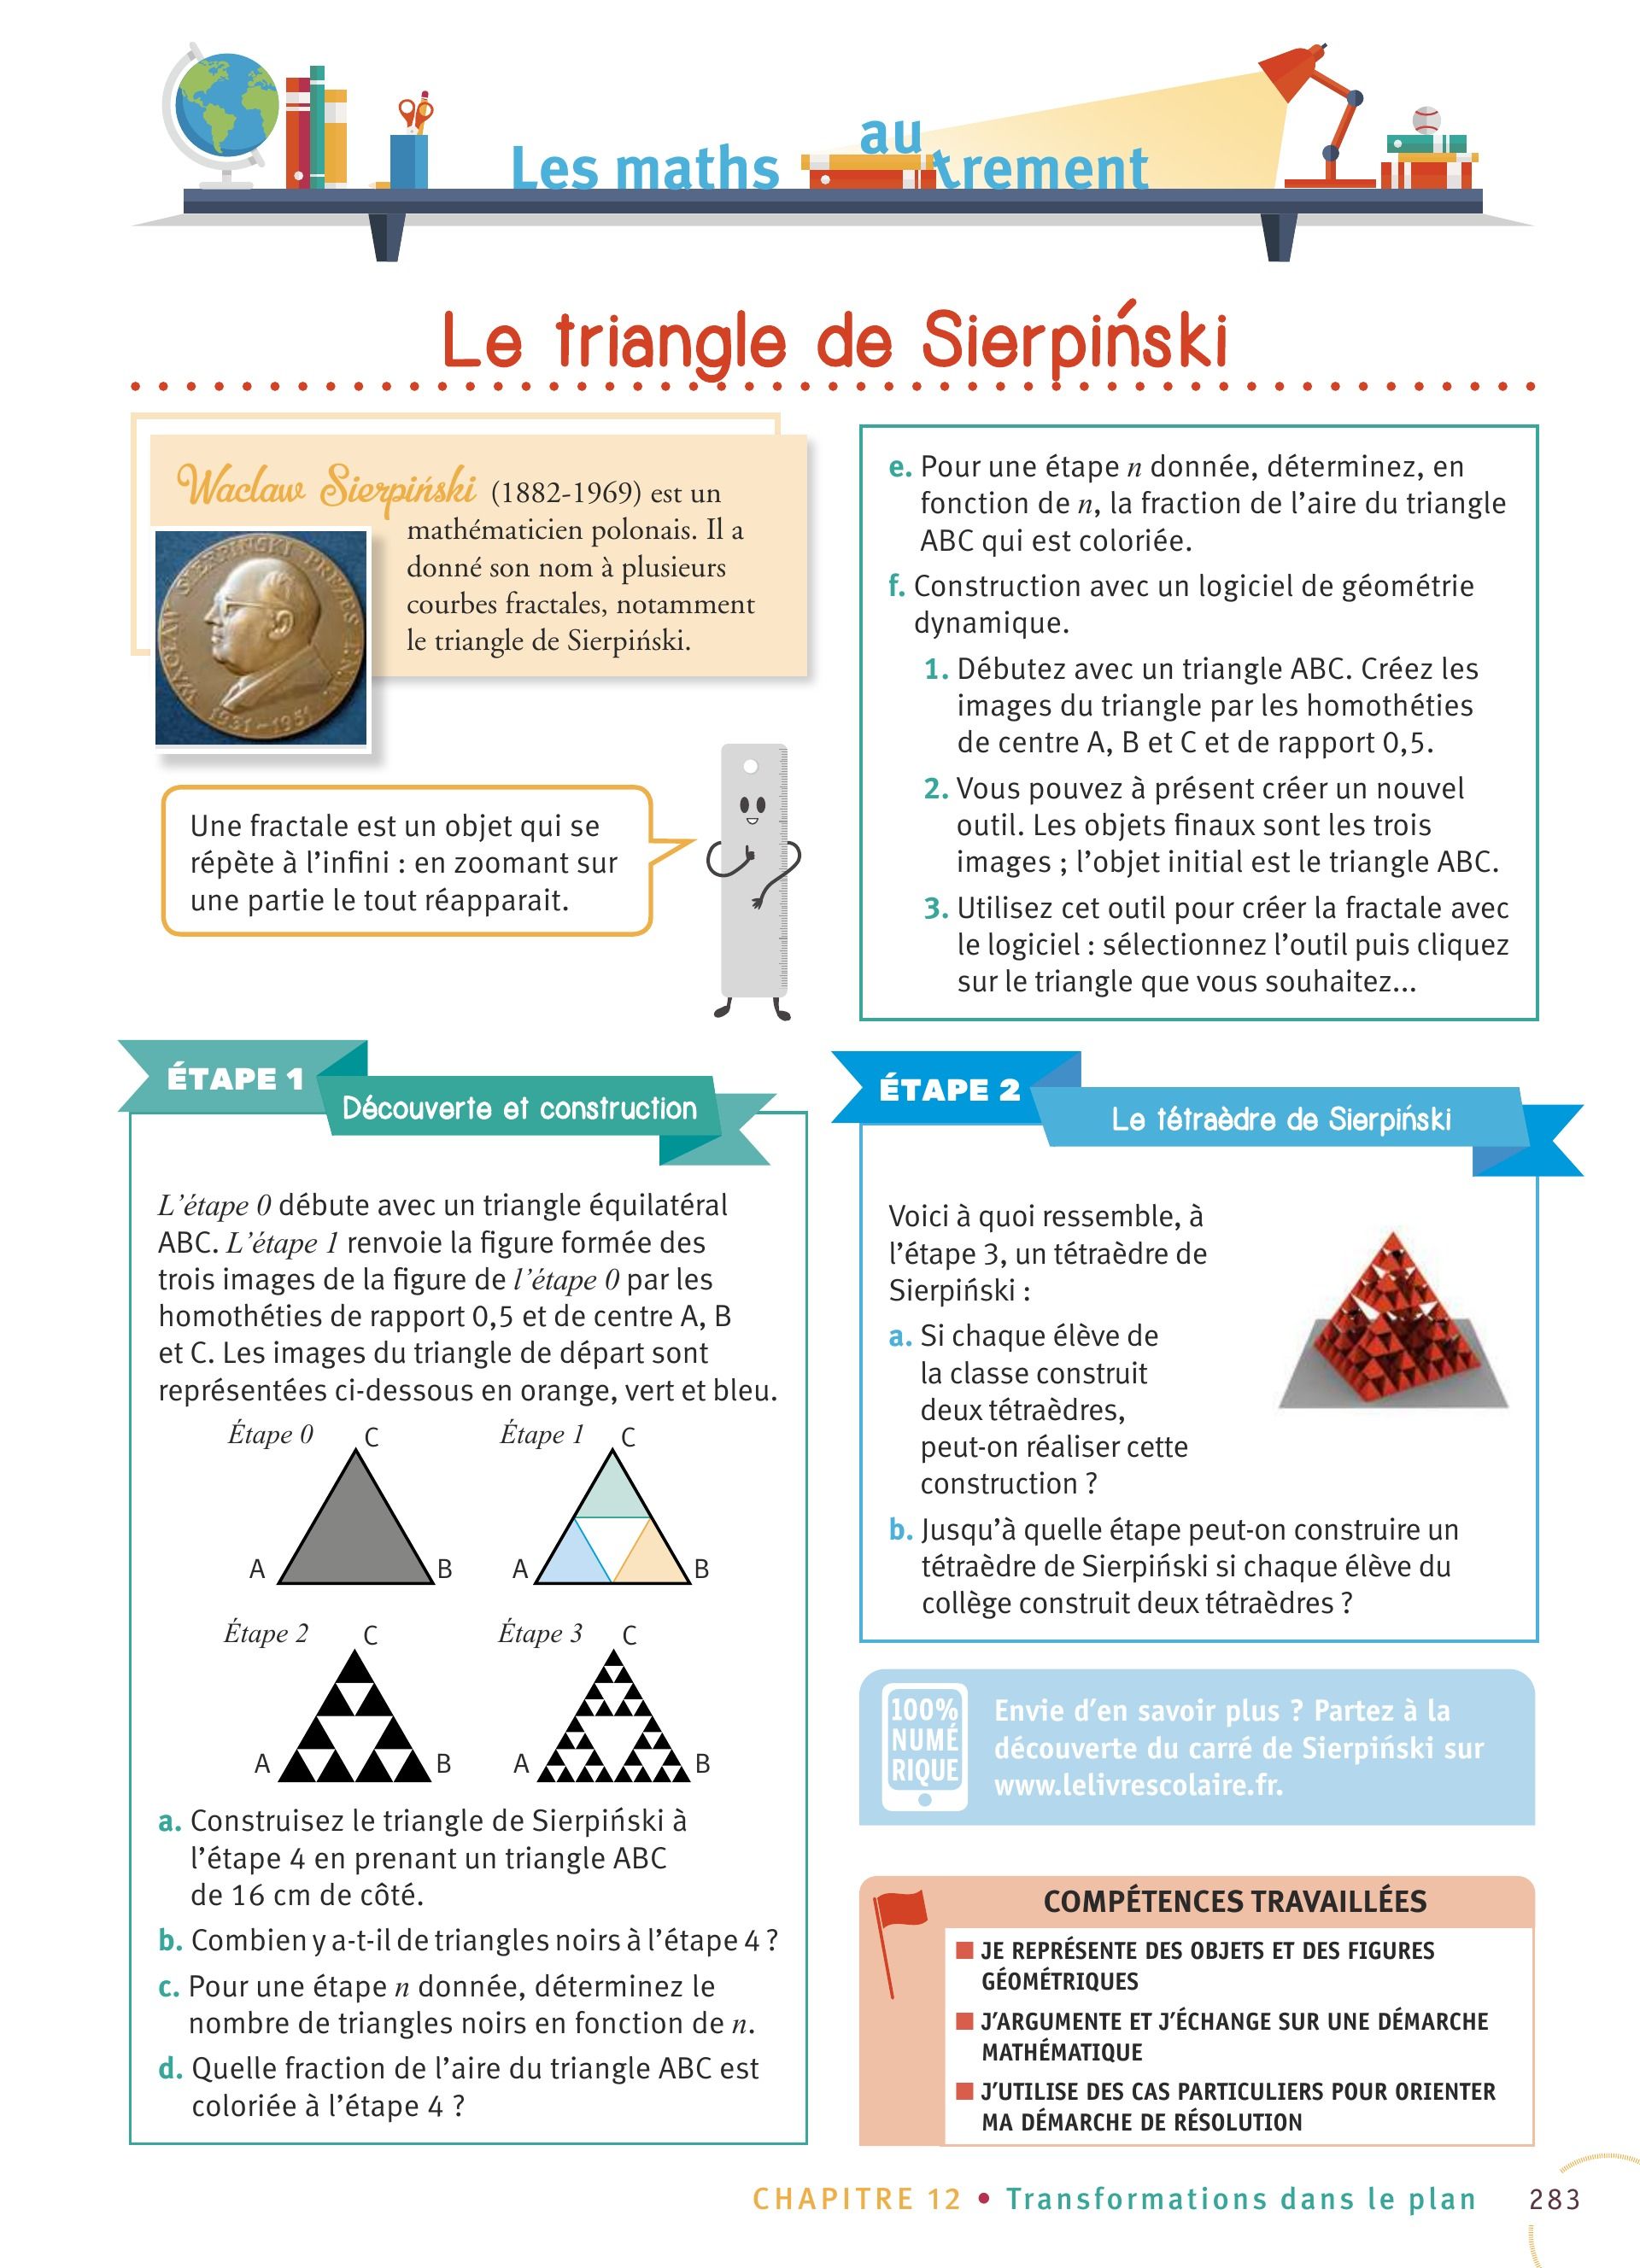 Les maths autrement
Le triangle de Sierpiński
Waclaw Sierpiński (1882-1969) est un
mathématicien polonais. Il a
donné son nom à plusieurs
courbes fractales, notamment
le triangle de Sierpiński.
WACŁAW SIERPIŃSKI PREZES
1931-1951
Une fractale est un objet qui se
répète à l’infini : en zoomant sur
une partie le tout réapparait.
ÉTAPE 1
Découverte et construction
L’étape 0 débute avec un triangle équilatéral
ABC. L’étape 1 renvoie la figure formée des
trois images de la figure de l’étape 0 par les
homothéties de rapport 0,5 et de centre A, B
et C. Les images du triangle de départ sont
représentées ci-dessous en orange, vert et bleu.
Étape 0 C
A B
Étape 1 C
A B
Étape 2 C
A B
Étape 3 C
A B
a. Construisez le triangle de Sierpiński à
l’étape 4 en prenant un triangle ABC
de 16 cm de côté.
b. Combien y a-t-il de triangles noirs à l’étape 4 ?
c. Pour une étape n donnée, déterminez le
nombre de triangles noirs en fonction de n.
d. Quelle fraction de l’aire du triangle ABC est
coloriée à l’étape 4 ?
e. Pour une étape n donnée, déterminez, en
fonction de n, la fraction de l’aire du triangle
ABC qui est coloriée.
f. Construction avec un logiciel de géométrie
dynamique.
1. Débutez avec un triangle ABC. Créez les
images du triangle par les homothéties
de centre A, B et C et de rapport 0,5.
2. Vous pouvez à présent créer un nouvel
outil. Les objets finaux sont les trois
images ; l’objet initial est le triangle ABC.
3. Utilisez cet outil pour créer la fractale avec
le logiciel : sélectionnez l’outil puis cliquez
sur le triangle que vous souhaitez...
ÉTAPE 2
Le tétraèdre de Sierpiński
Voici à quoi ressemble, à
l’étape 3, un tétraèdre de
Sierpiński :
a. Si chaque élève de
la classe construit
deux tétraèdres,
peut-on réaliser cette
construction ?
b. Jusqu’à quelle étape peut-on construire un
tétraèdre de Sierpiński si chaque élève du
collège construit deux tétraèdres ?
100%
NUMÉ
RIQUE
Envie d’en savoir plus ? Partez à la
découverte du carré de Sierpiński sur
www.lelivrescolaire.fr.
COMPÉTENCES TRAVAILLÉES
JE REPRÉSENTE DES OBJETS ET DES FIGURES
GÉOMÉTRIQUES
J’ARGUMENTE ET J’ÉCHANGE SUR UNE DÉMARCHE
MATHÉMATIQUE
J’UTILISE DES CAS PARTICULIERS POUR ORIENTER
MA DÉMARCHE DE RÉSOLUTION
CHAPITRE 12 • Transformations dans le plan 283